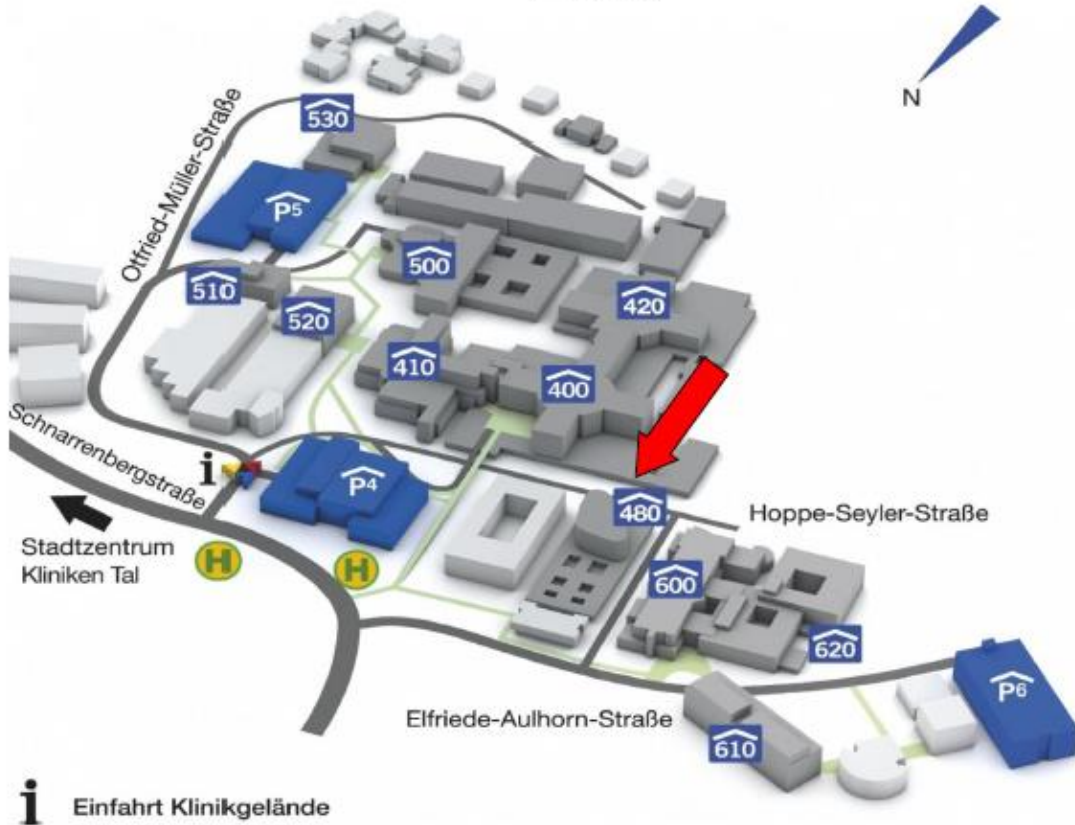 N
Otfried-Müller-Straße
530
P5
500
510
420
520
410
400
Schnarrenbergstraße
i
P4
480
Hoppe-Seyler-Straße
Stadtzentrum
Kliniken Tal
H
H
600
620
P6
Elfriede-Aulhorn-Straße
610
i Einfahrt Klinikgelände